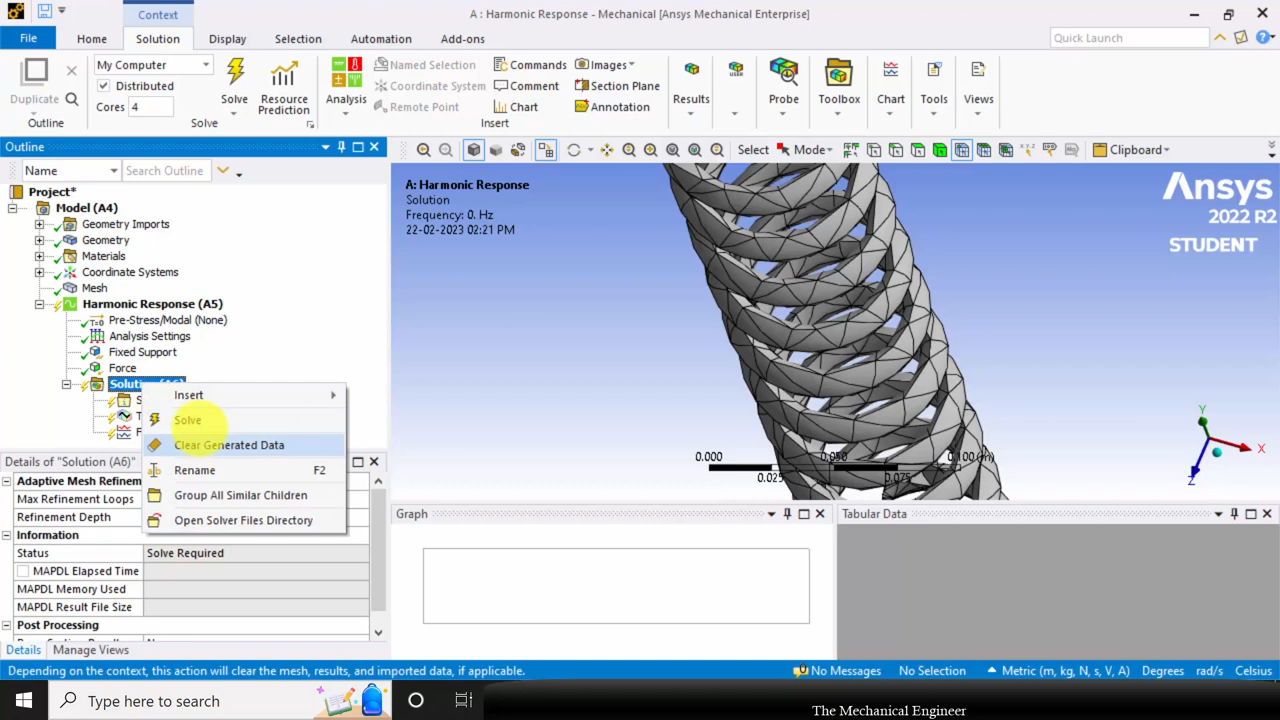 Context
A : Harmonic Response - Mechanical [Ansys Mechanical Enterprise]
File
Home
Solution
Display
Selection
Automation
Add-ons
Quick Launch
Duplicate
My Computer
Distributed
Cores 4
Solve
Resource
Prediction
Analysis
Named Selection
Coordinate System
Remote Point
Commands
Comment
Chart
Images
Section Plane
Annotation
Results
USER
Probe
Toolbox
Chart
Tools
Views
Outline
Solve
Insert
Outline
Name
Search Outline
Select
Mode
Clipboard
Project*
Model (A4)
Geometry Imports
Geometry
Materials
Coordinate Systems
Mesh
Harmonic Response (A5)
Pre-Stress/Modal (None)
Analysis Settings
Fixed Support
Force
Insert
Solve
Clear Generated Data
Rename F2
Group All Similar Children
Open Solver Files Directory
A: Harmonic Response
Solution
Frequency: 0. Hz
22-02-2023 02:21 PM
Ansys
2022 R2
STUDENT
0.000
0.050
0.100 (m)
0.025
0.075
Y
X
Z
Details of "Solution (A6)"
Max Refinement Loops
Refinement Depth
Information
Status Solve Required
MAPDL Elapsed Time
MAPDL Memory Used
MAPDL Result File Size
Post Processing
Details
Manage Views
Graph
Tabular Data
Depending on the context, this action will clear the mesh, results, and imported data, if applicable.
No Messages
No Selection
Metric (m, kg, N, s, V, A)
Degrees
rad/s
Celsius
Type here to search
The Mechanical Engineer